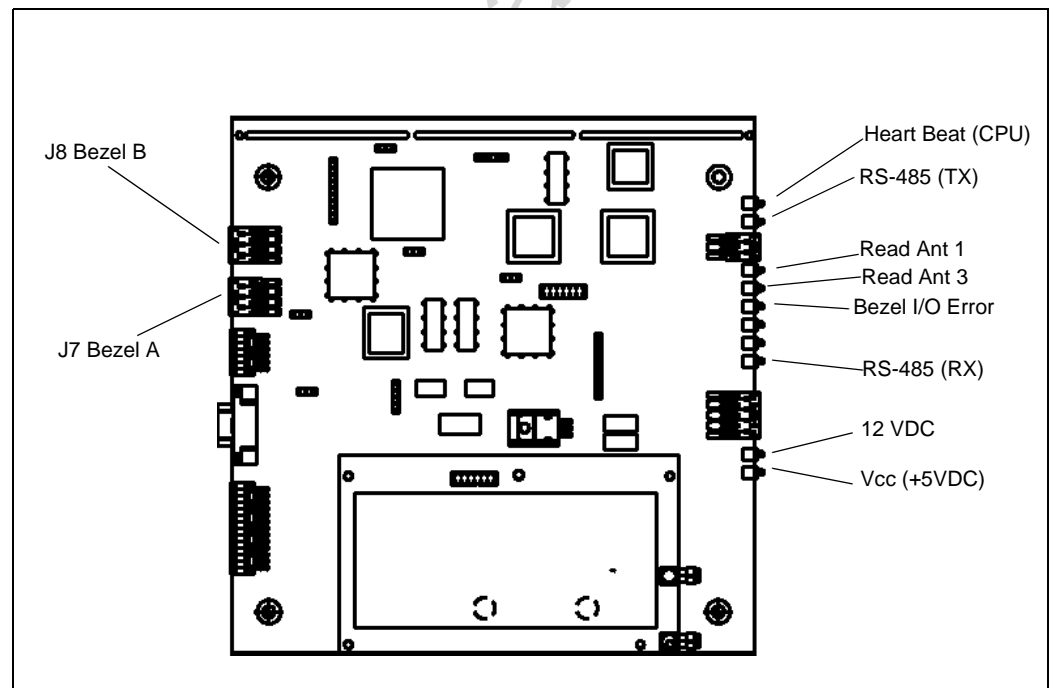 J8 Bezel B
J7 Bezel A
Heart Beat (CPU)
RS-485 (TX)
Read Ant 1
Read Ant 3
Bezel I/O Error
RS-485 (RX)
12 VDC
Vcc (+5VDC)